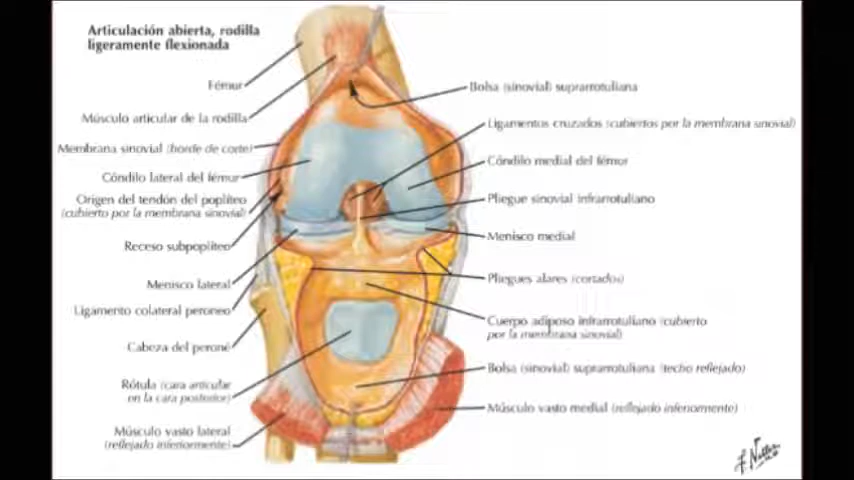 Articulación abierta, rodilla
ligeramente flexionada
Fémur
Músculo articular de la rodilla
Membrana sinovial (borde de corte)
Cóndilo lateral del fémur
Origen del tendón del poplíteo
(cubierto por la membrana sinovial)
Receso subpoplíteo
Menisco lateral
Ligamento colateral peroneo
Cabeza del peroné
Rótula (cara articular
en la cara posterior)
Músculo vasto lateral
(reflejado inferiormente)
Bolsa (sinovial) suprarrotuliana
Ligamentos cruzados (cubiertos por la membrana sinovial)
Cóndilo medial del fémur
Pliegue sinovial infrarrotuliano
Menisco medial
Pliegues alares (cortados)
Cuerpo adiposo infrarrotuliano (cubierto
por la membrana sinovial)
Bolsa (sinovial) suprarrotuliana (techo reflejado)
Músculo vasto medial (reflejado inferiormente)
F. Netter